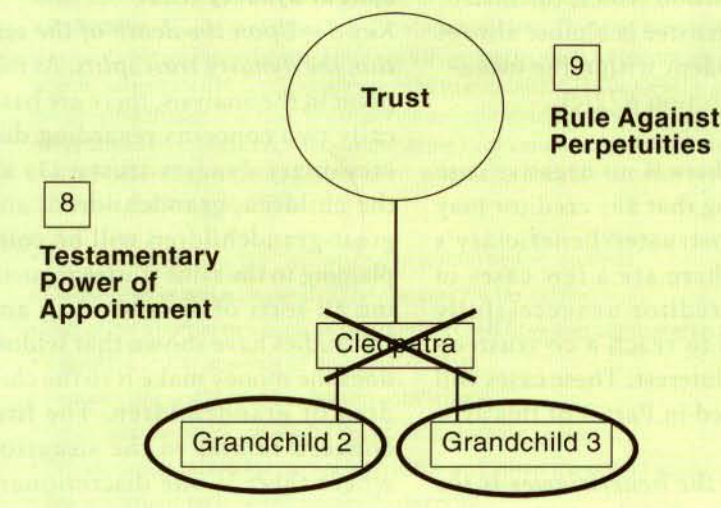 Trust
9
Rule Against
Perpetuities
8
Testamentary
Power of
Appointment
Cleopatra
Grandchild 2
Grandchild 3